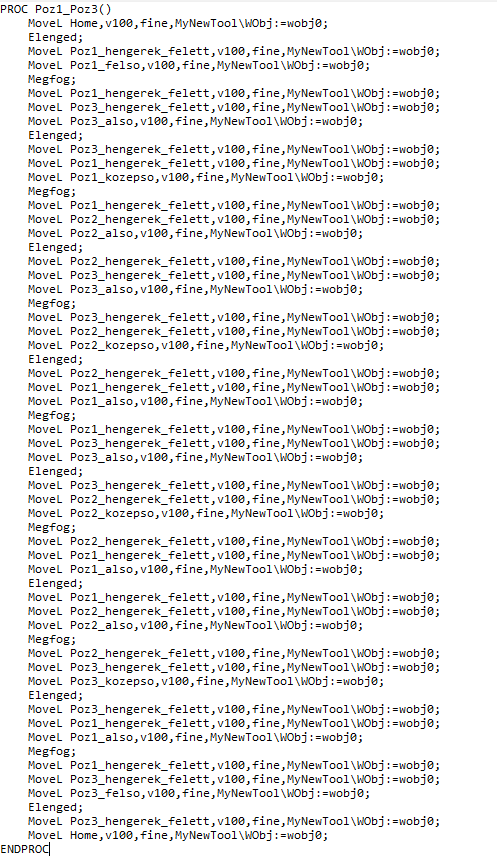 PROC Poz1_Poz3()
    MoveL Home,v100,fine,MyNewTool\WObj:=wobj0;
    Elenged;
    MoveL Poz1_hengerek_felett,v100,fine,MyNewTool\WObj:=wobj0;
    MoveL Poz1_felso,v100,fine,MyNewTool\WObj:=wobj0;
    Megfog;
    MoveL Poz1_hengerek_felett,v100,fine,MyNewTool\WObj:=wobj0;
    MoveL Poz3_hengerek_felett,v100,fine,MyNewTool\WObj:=wobj0;
    MoveL Poz3_also,v100,fine,MyNewTool\WObj:=wobj0;
    Elenged;
    MoveL Poz3_hengerek_felett,v100,fine,MyNewTool\WObj:=wobj0;
    MoveL Poz1_hengerek_felett,v100,fine,MyNewTool\WObj:=wobj0;
    MoveL Poz1_kozepso,v100,fine,MyNewTool\WObj:=wobj0;
    Megfog;
    MoveL Poz1_hengerek_felett,v100,fine,MyNewTool\WObj:=wobj0;
    MoveL Poz2_hengerek_felett,v100,fine,MyNewTool\WObj:=wobj0;
    MoveL Poz2_also,v100,fine,MyNewTool\WObj:=wobj0;
    Elenged;
    MoveL Poz2_hengerek_felett,v100,fine,MyNewTool\WObj:=wobj0;
    MoveL Poz3_hengerek_felett,v100,fine,MyNewTool\WObj:=wobj0;
    MoveL Poz3_also,v100,fine,MyNewTool\WObj:=wobj0;
    Megfog;
    MoveL Poz3_hengerek_felett,v100,fine,MyNewTool\WObj:=wobj0;
    MoveL Poz2_hengerek_felett,v100,fine,MyNewTool\WObj:=wobj0;
    MoveL Poz2_kozepso,v100,fine,MyNewTool\WObj:=wobj0;
    Elenged;
    MoveL Poz2_hengerek_felett,v100,fine,MyNewTool\WObj:=wobj0;
    MoveL Poz1_hengerek_felett,v100,fine,MyNewTool\WObj:=wobj0;
    MoveL Poz1_also,v100,fine,MyNewTool\WObj:=wobj0;
    Megfog;
    MoveL Poz1_hengerek_felett,v100,fine,MyNewTool\WObj:=wobj0;
    MoveL Poz3_hengerek_felett,v100,fine,MyNewTool\WObj:=wobj0;
    MoveL Poz3_also,v100,fine,MyNewTool\WObj:=wobj0;
    Elenged;
    MoveL Poz3_hengerek_felett,v100,fine,MyNewTool\WObj:=wobj0;
    MoveL Poz2_hengerek_felett,v100,fine,MyNewTool\WObj:=wobj0;
    MoveL Poz2_kozepso,v100,fine,MyNewTool\WObj:=wobj0;
    Megfog;
    MoveL Poz2_hengerek_felett,v100,fine,MyNewTool\WObj:=wobj0;
    MoveL Poz1_hengerek_felett,v100,fine,MyNewTool\WObj:=wobj0;
    MoveL Poz1_also,v100,fine,MyNewTool\WObj:=wobj0;
    Elenged;
    MoveL Poz1_hengerek_felett,v100,fine,MyNewTool\WObj:=wobj0;
    MoveL Poz2_hengerek_felett,v100,fine,MyNewTool\WObj:=wobj0;
    MoveL Poz2_also,v100,fine,MyNewTool\WObj:=wobj0;
    Megfog;
    MoveL Poz2_hengerek_felett,v100,fine,MyNewTool\WObj:=wobj0;
    MoveL Poz3_hengerek_felett,v100,fine,MyNewTool\WObj:=wobj0;
    MoveL Poz3_kozepso,v100,fine,MyNewTool\WObj:=wobj0;
    Elenged;
    MoveL Poz3_hengerek_felett,v100,fine,MyNewTool\WObj:=wobj0;
    MoveL Poz1_hengerek_felett,v100,fine,MyNewTool\WObj:=wobj0;
    MoveL Poz1_also,v100,fine,MyNewTool\WObj:=wobj0;
    Megfog;
    MoveL Poz1_hengerek_felett,v100,fine,MyNewTool\WObj:=wobj0;
    MoveL Poz3_hengerek_felett,v100,fine,MyNewTool\WObj:=wobj0;
    MoveL Poz3_felso,v100,fine,MyNewTool\WObj:=wobj0;
    Elenged;
    MoveL Poz3_hengerek_felett,v100,fine,MyNewTool\WObj:=wobj0;
    MoveL Home,v100,fine,MyNewTool\WObj:=wobj0;
ENDPROC